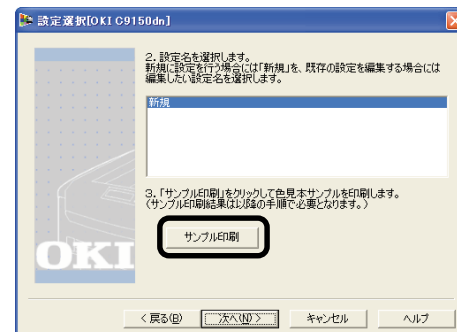 設定選択[OKI C9150dn]
2. 設定名を選択します。
新規に設定を行う場合には「新規」を、既存の設定を編集する場合には
編集したい設定名を選択します。
新規
3. 「サンプル印刷」をクリックして色見本サンプルを印刷します。
(サンプル印刷結果は以降の手順で必要となります。)
サンプル印刷
OKI
< 戻る(B)
次へ(N) >
キャンセル
ヘルプ